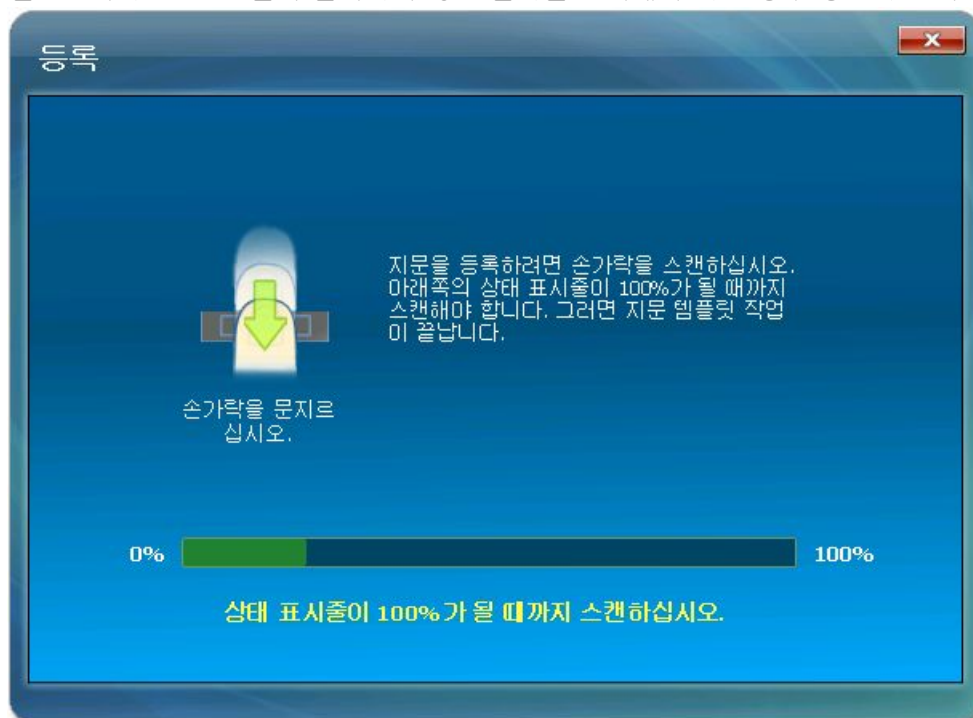 등록
지문을 등록하려면 손가락을 스캔하십시오.
아래쪽의 상태 표시줄이 100%가 될 때까지
스캔해야 합니다. 그러면 지문 템플릿 작업
이 끝납니다.
손가락을 문지르
십시오.
0%
100%
상태 표시줄이 100%가 될 때까지 스캔하십시오.